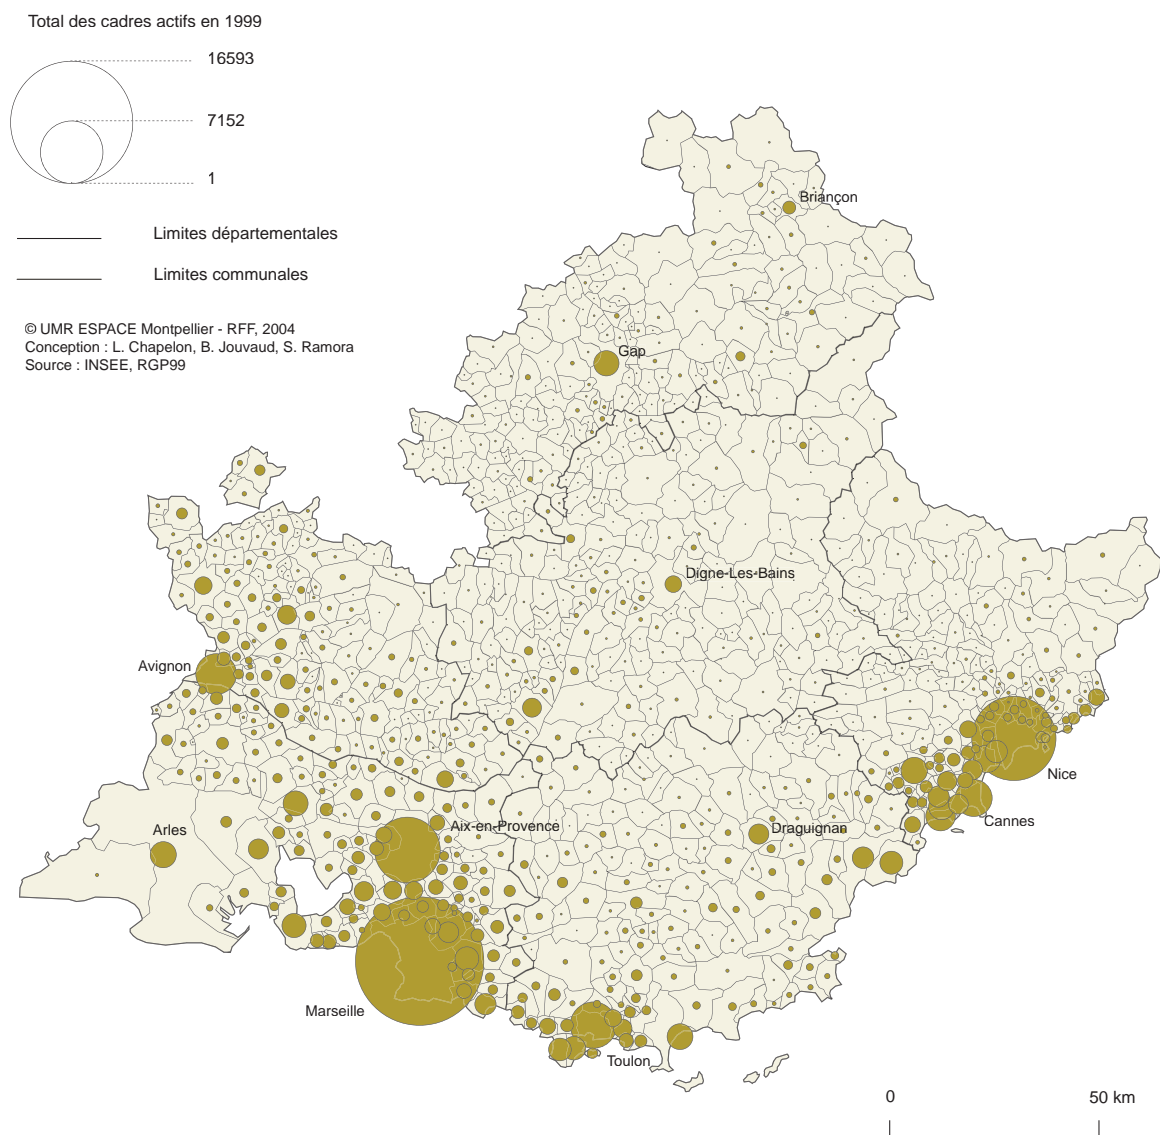 Total des cadres actifs en 1999
16593
7152
1
Limites départementales
Limites communales
© UMR ESPACE Montpellier - RFF, 2004
Conception : L. Chapelon, B. Jouvaud, S. Ramora
Source : INSEE, RGP99
Briançon
Gap
Digne-Les-Bains
Avignon
Nice
Cannes
Arles
Aix-en-Provence
Draguignan
Marseille
Toulon
0
50 km